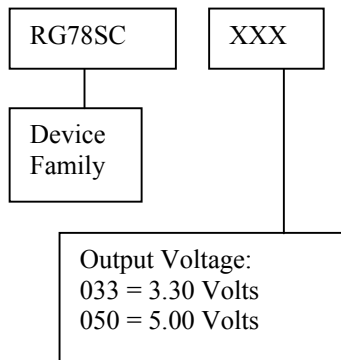 RG78SC
XXX
Device
Family
Output Voltage:
033 = 3.30 Volts
050 = 5.00 Volts